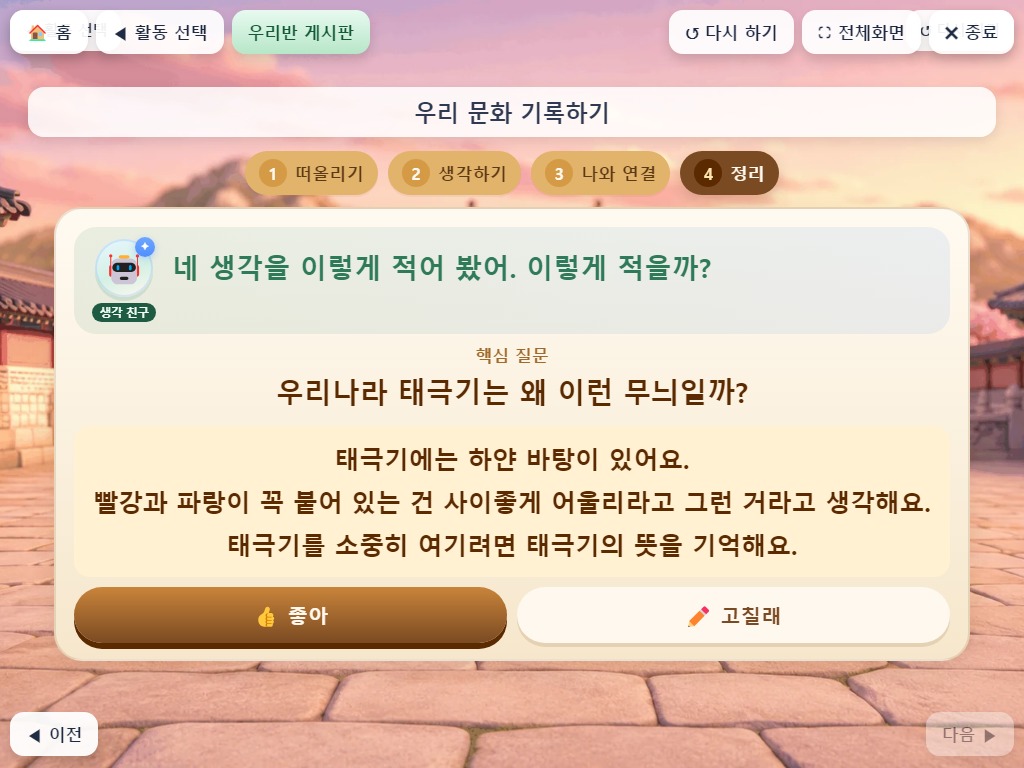 홈
◀ 활동 선택
우리반 게시판
↺ 다시 하기
전체화면
✕ 종료
우리 문화 기록하기
1 떠올리기
2 생각하기
3 나와 연결
4 정리
네 생각을 이렇게 적어 봤어. 이렇게 적을까?
생각 친구
핵심 질문
우리나라 태극기는 왜 이런 무늬일까?
태극기에는 하얀 바탕이 있어요.
빨강과 파랑이 꼭 붙어 있는 건 사이좋게 어울리라고 그런 거라고 생각해요.
태극기를 소중히 여기려면 태극기의 뜻을 기억해요.
👍 좋아
✏️ 고칠래
◀ 이전
다음 ▶